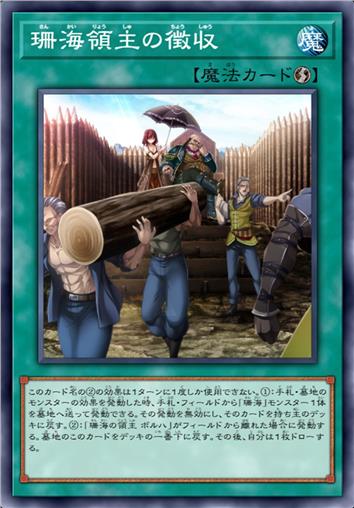 珊海領主の徴収
魔
【魔法カード】
このカード名の②の効果は１ターンに１度しか使用できない。①：手札・墓地の
モンスターの効果を発動した時、手札・フィールドから「珊海」モンスター１体
を墓地へ送って発動できる。その発動を無効にし、そのカードを持ち主のデッ
キに戻す。②：「珊海の領主 ボルハ」がフィールドから離れた場合に発動す
る。墓地のこのカードをデッキの一番下に戻す。その後、自分は１枚ドローす
る。